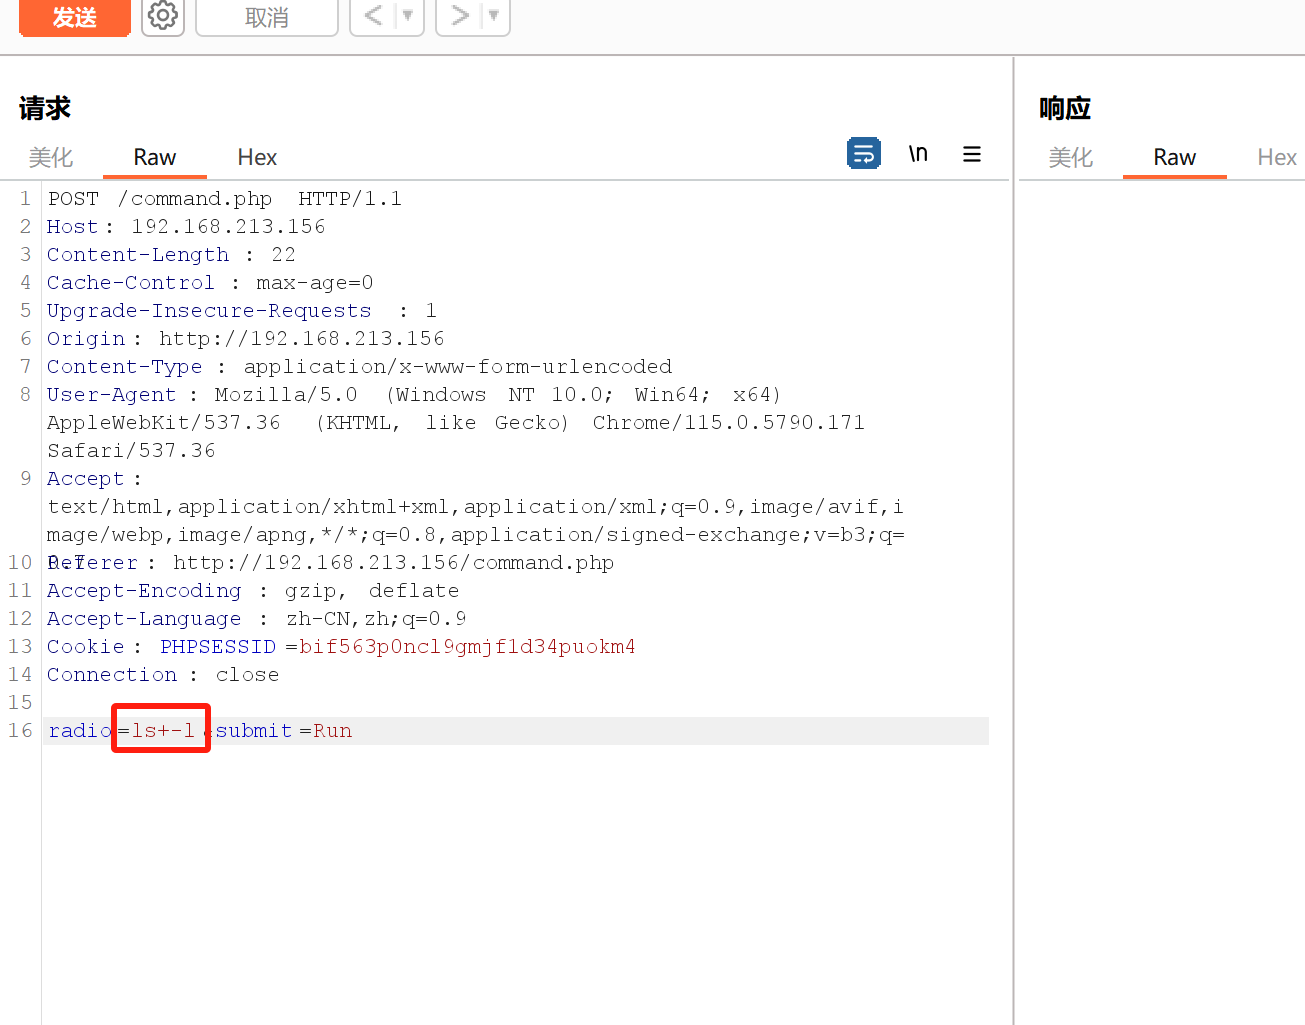 发送
取消
< ▼
> ▼
请求
美化 Raw Hex
\n
1 POST /command.php HTTP/1.1
2 Host: 192.168.213.156
3 Content-Length : 22
4 Cache-Control : max-age=0
5 Upgrade-Insecure-Requests : 1
6 Origin: http://192.168.213.156
7 Content-Type : application/x-www-form-urlencoded
8 User-Agent : Mozilla/5.0 (Windows NT 10.0; Win64; x64)
AppleWebKit/537.36 (KHTML, like Gecko) Chrome/115.0.5790.171
Safari/537.36
9 Accept:
text/html,application/xhtml+xml,application/xml;q=0.9,image/avif,i
mage/webp,image/apng,*/*;q=0.8,application/signed-exchange;v=b3;q=
0.7
10 Referer: http://192.168.213.156/command.php
11 Accept-Encoding : gzip, deflate
12 Accept-Language : zh-CN,zh;q=0.9
13 Cookie: PHPSESSID=bif563p0ncl9gmjf1d34puokm4
14 Connection : close
15
16 radio=ls+-l&submit=Run
响应
美化 Raw Hex